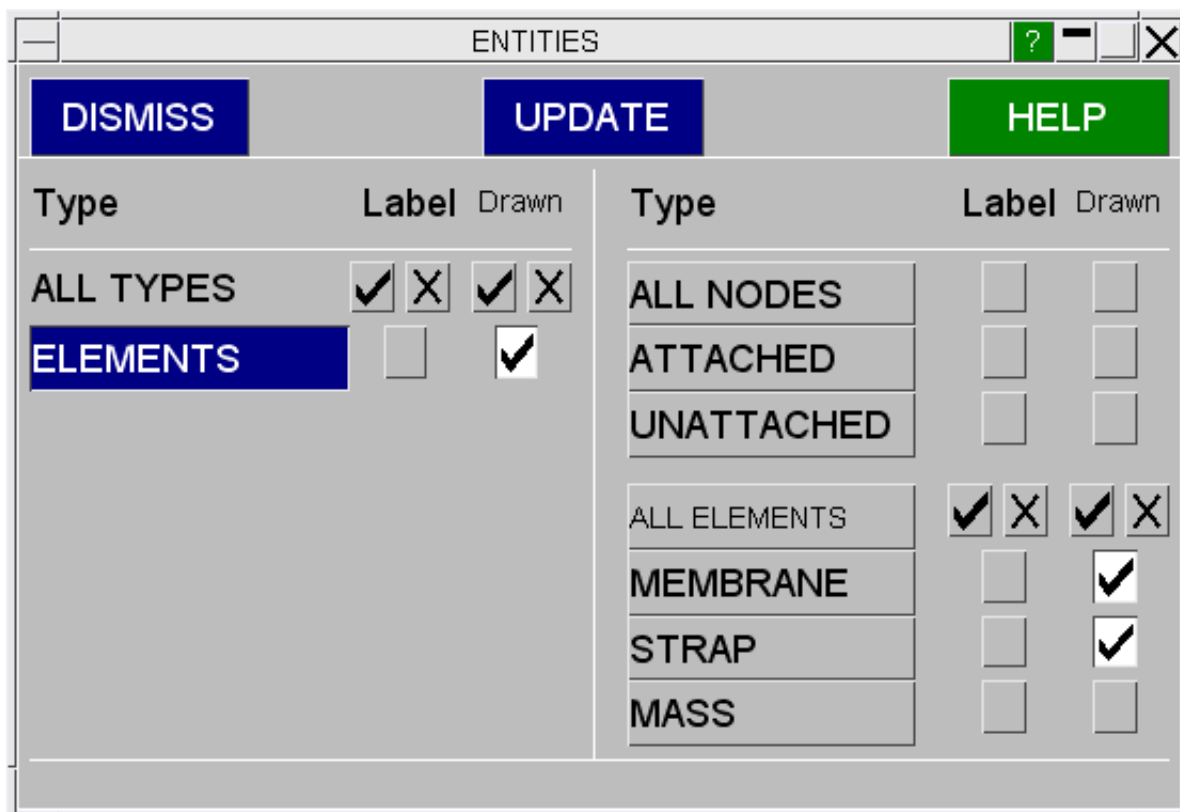 ENTITIES ?
DISMISS UPDATE HELP
Type Label Drawn
ALL TYPES
ELEMENTS
Type Label Drawn
ALL NODES
ATTACHED
UNATTACHED
ALL ELEMENTS
MEMBRANE
STRAP
MASS